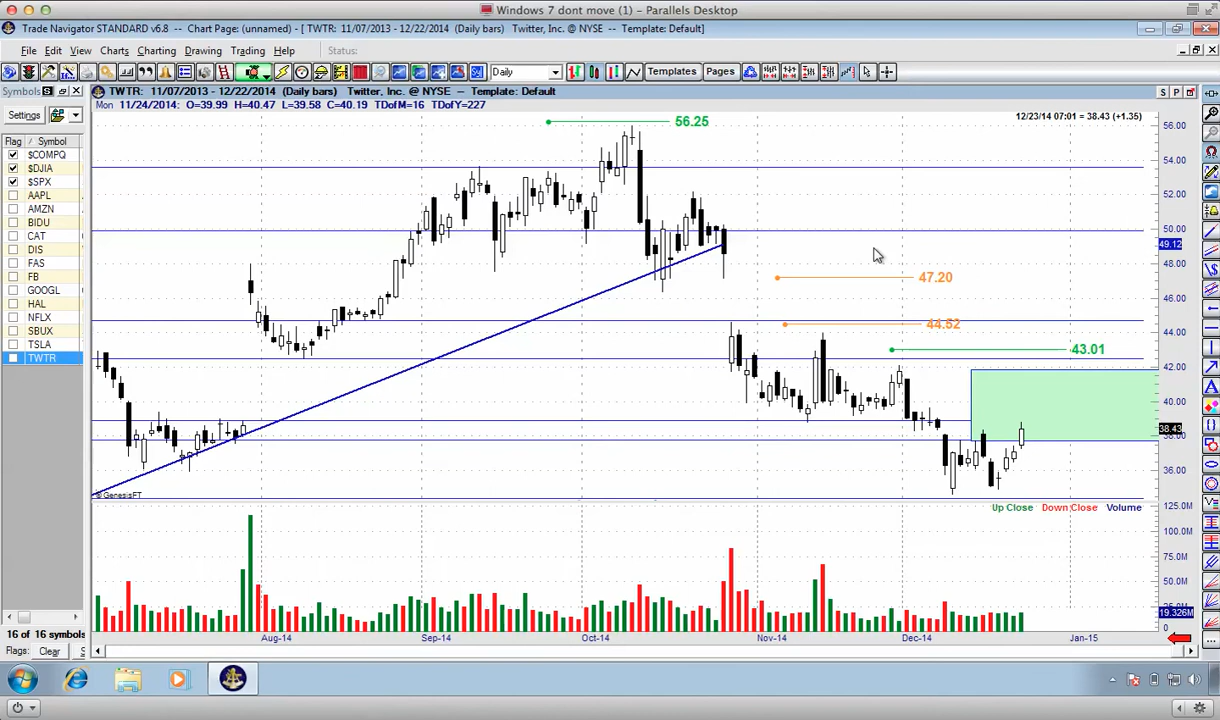 Windows 7 dont move (1) - Parallels Desktop
Trade Navigator STANDARD v6.8 -- Chart Page: (unnamed) - [ TWTR: 11/07/2013 - 12/22/2014 (Daily bars) Twitter, Inc. @ NYSE -- Template: Default]
File Edit View Charts Charting Drawing Trading Help Status:
Daily Templates Pages
Symbols S
TWTR: 11/07/2013 - 12/22/2014 (Daily bars) Twitter, Inc. @ NYSE -- Template: Default
S P
Mon 11/24/2014: O=39.99 H=40.47 L=39.58 C=40.19 TDofM=16 TDofY=227
Settings
12/23/14 07:01 = 38.43 (+1.35)
Flag / Symbol
$COMPQ
$DJIA
$SPX
AAPL
AMZN
BIDU
CAT
DIS
FAS
FB
GOOGL
HAL
NFLX
SBUX
TSLA
TWTR
56.25
47.20
44.52
43.01
56.00
54.00
52.00
50.00
49.12
48.00
46.00
44.00
42.00
40.00
38.43
38.00
36.00
© GenesisFT
Up Close Down Close Volume
125.0M
100.0M
75.0M
50.0M
25.0M
19.326M
0
Aug-14 Sep-14 Oct-14 Nov-14 Dec-14 Jan-15
16 of 16 symbols
Flags: Clear